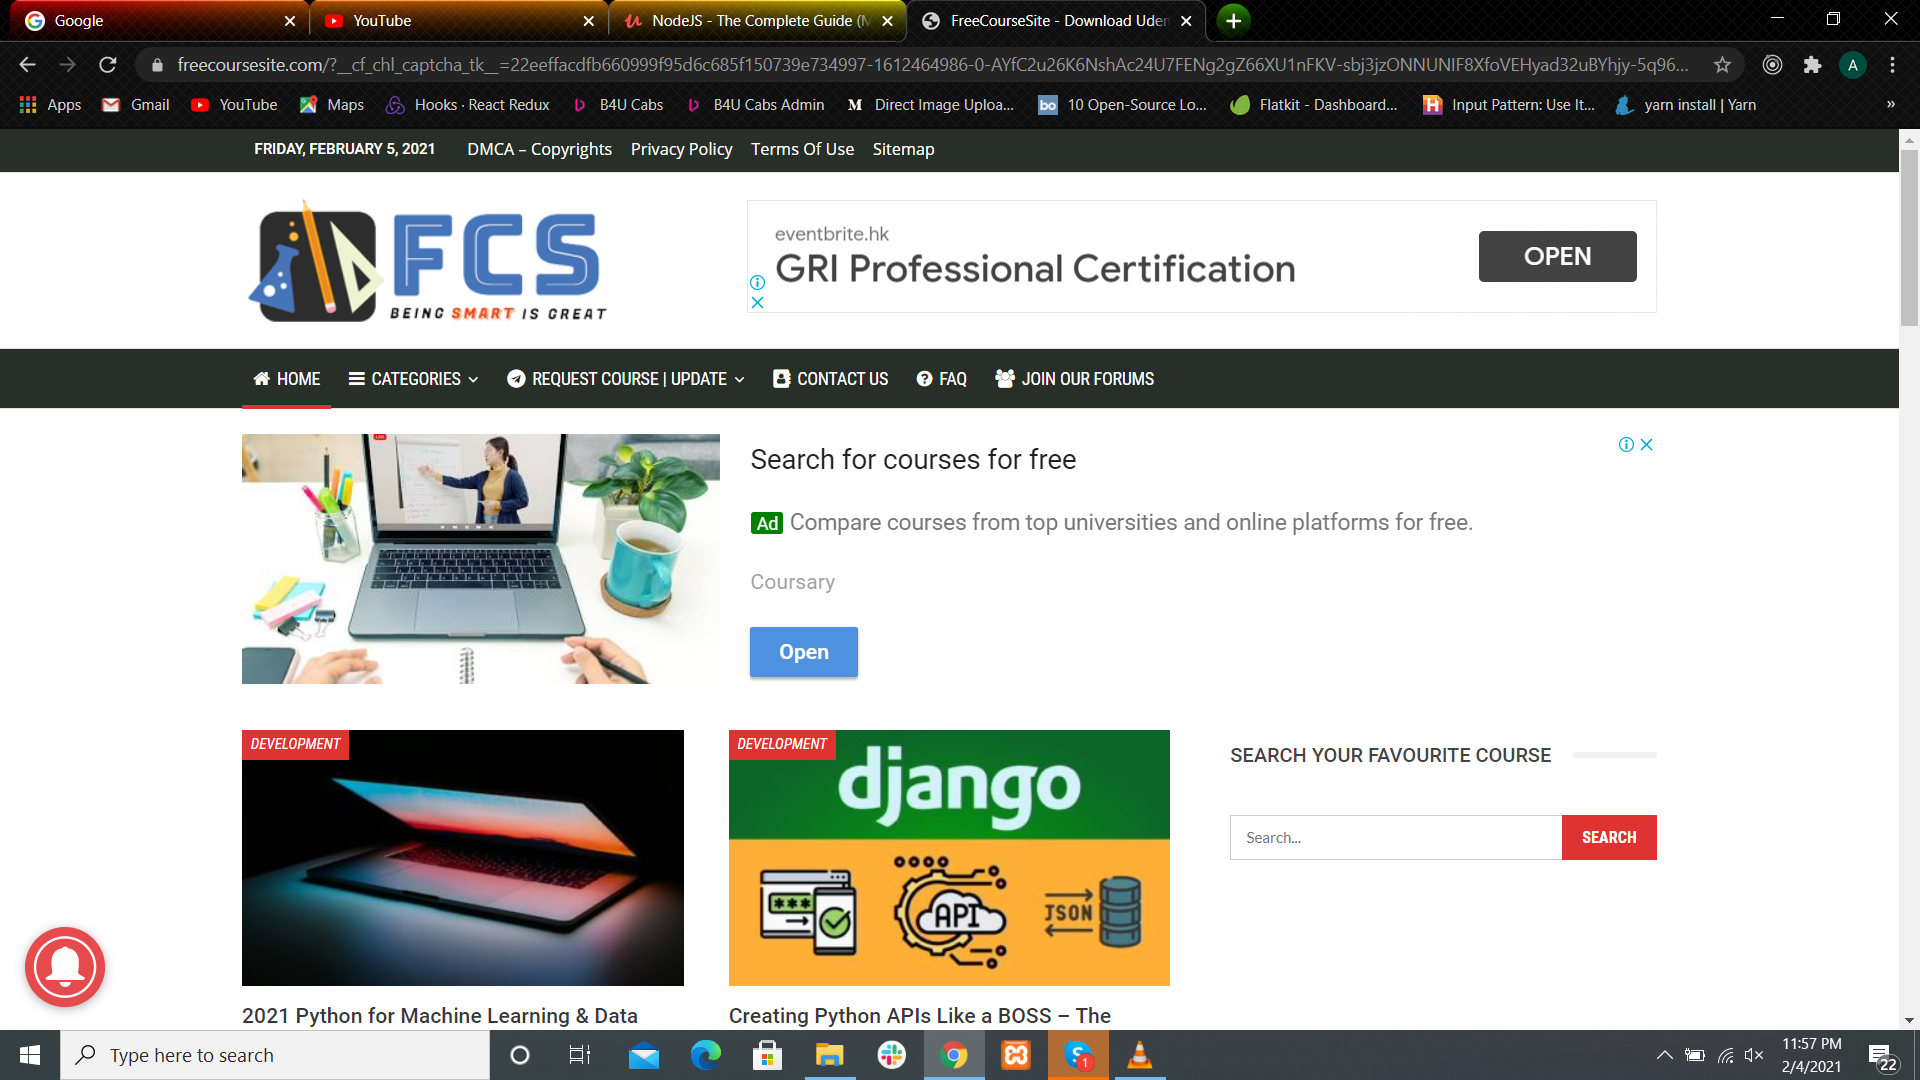 Google
YouTube
NodeJS - The Complete Guide (M
FreeCourseSite - Download Uden
freecoursesite.com/?__cf_chl_captcha_tk__=22eeffacdfb660999f95d6c685f150739e734997-1612464986-0-AYfC2u26K6NshAc24U7FENg2gZ66XU1nFKV-sbj3jzONNUNIF8XfoVEHyad32uBYhjy-5q96...
A
Apps
Gmail
YouTube
Maps
Hooks · React Redux
B4U Cabs
B4U Cabs Admin
M Direct Image Uploa...
bo 10 Open-Source Lo...
Flatkit - Dashboard...
H Input Pattern: Use It...
yarn install | Yarn
»
FRIDAY, FEBRUARY 5, 2021
DMCA – Copyrights
Privacy Policy
Terms Of Use
Sitemap
FCS
BEING SMART IS GREAT
eventbrite.hk
GRI Professional Certification
OPEN
HOME
CATEGORIES
REQUEST COURSE | UPDATE
CONTACT US
FAQ
JOIN OUR FORUMS
Search for courses for free
Ad Compare courses from top universities and online platforms for free.
Coursary
Open
DEVELOPMENT
DEVELOPMENT
django
API
JSON
SEARCH YOUR FAVOURITE COURSE
Search...
SEARCH
2021 Python for Machine Learning & Data
Creating Python APIs Like a BOSS – The
Type here to search
S
1
11:57 PM
2/4/2021
22